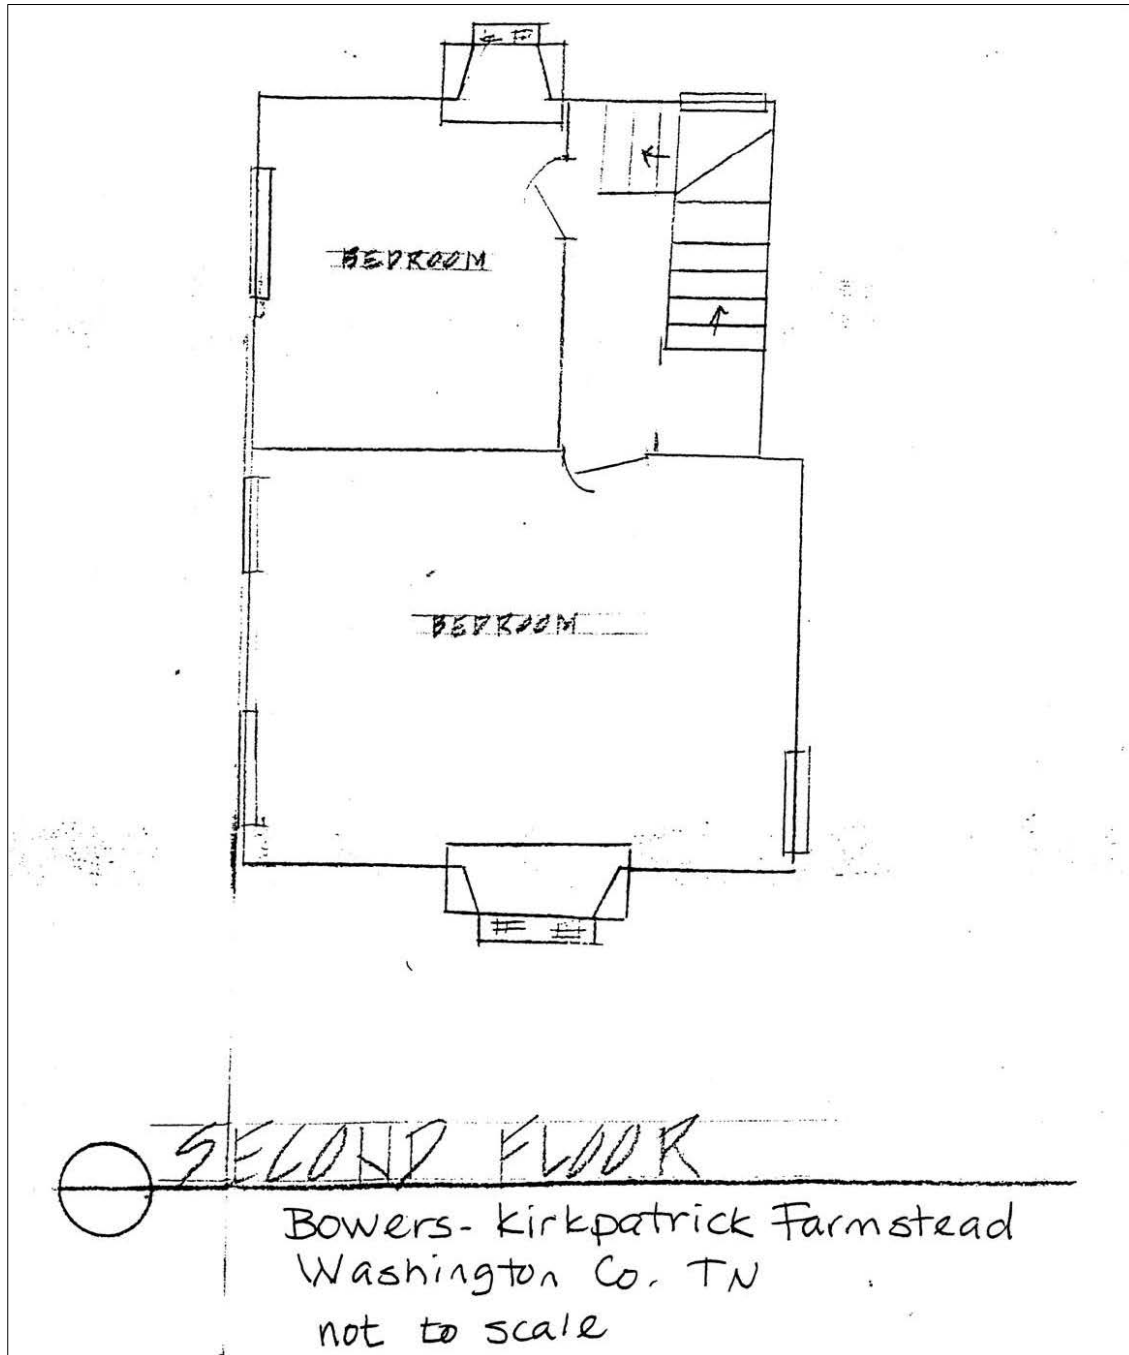 BEDROOM
BEDROOM
SECOND FLOOR
Bowers-Kirkpatrick Farmstead
Washington Co. TN
not to scale